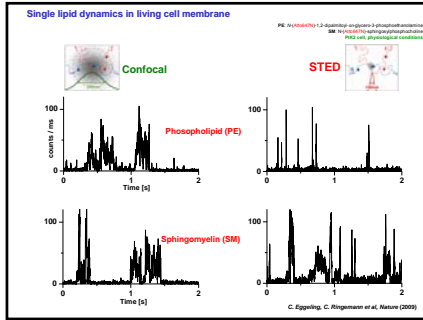 Single lipid dynamics in living cell membrane
PE: N-(Atto647N)-1,2-dipalmitoyl-sn-glycero-3-phosphoethanolamine
SM: N-(Atto647N)-sphingosylphosphocholine
PtK2 cell, physiological conditions
Confocal
STED
counts / ms
100
0
Phosopholipid (PE)
100
0
0 1 2
Time [s]
0 1 2
100
0
Sphingomyelin (SM)
100
0
0 1 2
Time [s]
0 1 2
C. Eggeling, C. Ringemann et al, Nature (2009)